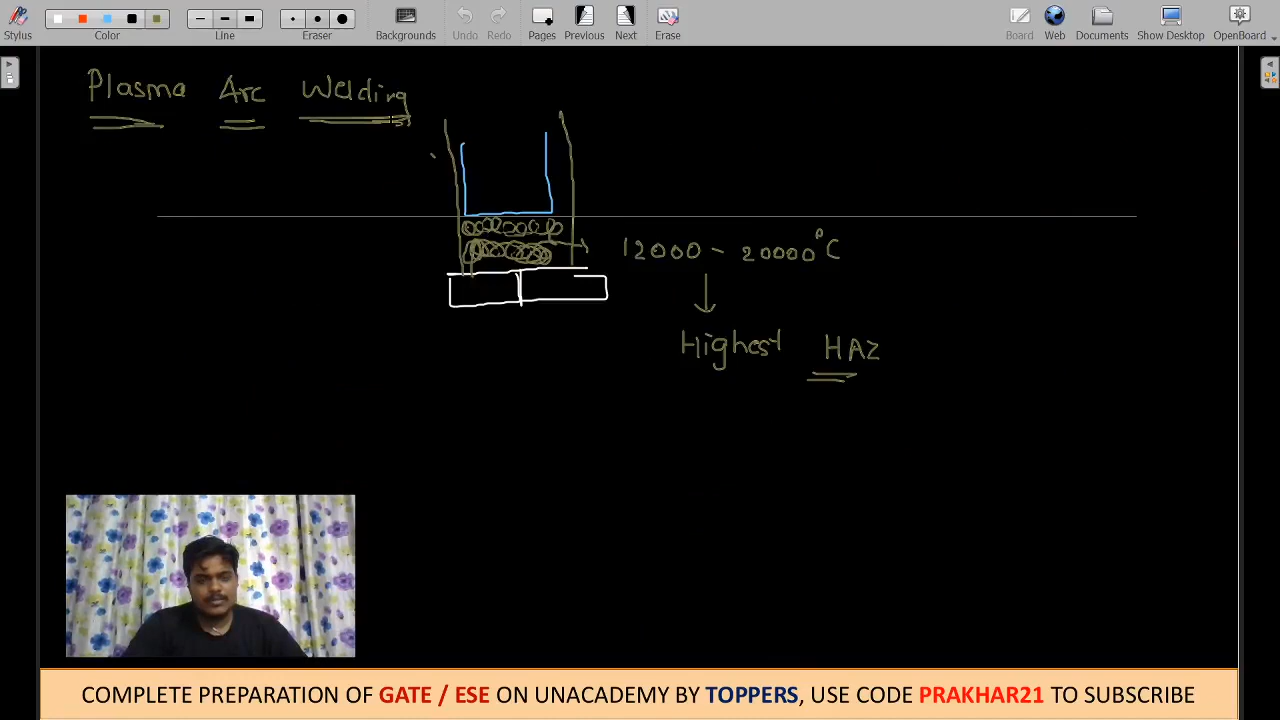 Stylus Color Line Eraser Backgrounds Undo Redo Pages Previous Next Erase Board Web Documents Show Desktop OpenBoard
Plasma Arc Welding
12000 - 20000°C
Highest HAZ
COMPLETE PREPARATION OF GATE / ESE ON UNACADEMY BY TOPPERS, USE CODE PRAKHAR21 TO SUBSCRIBE